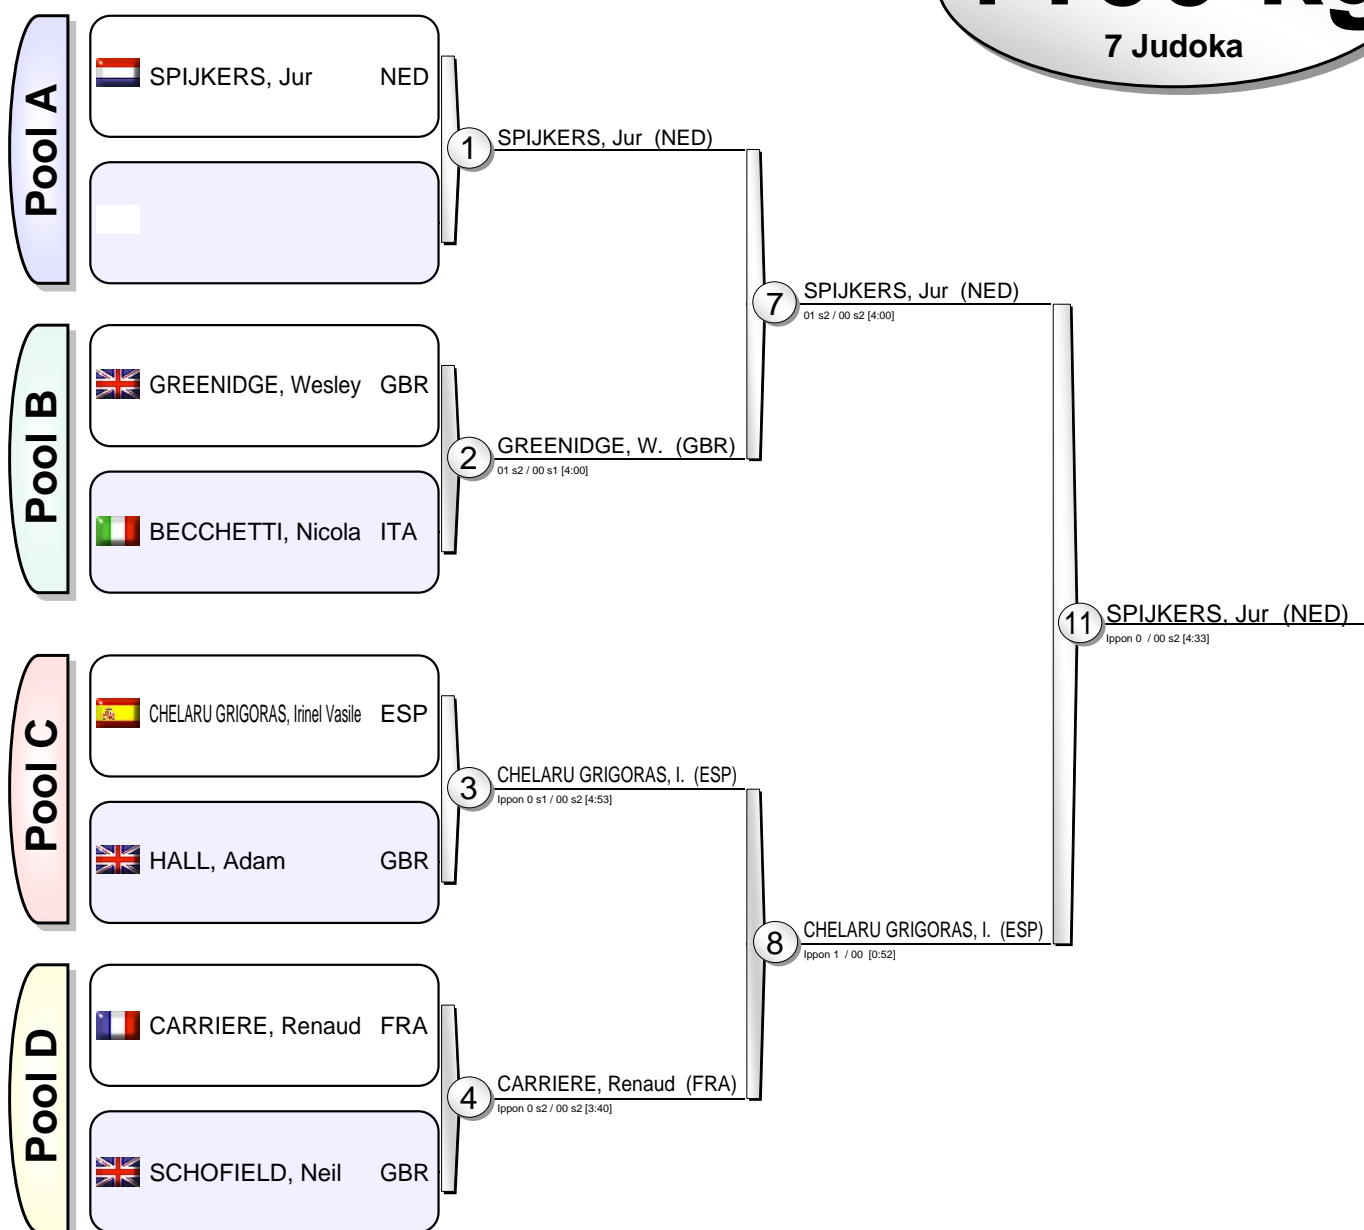 7 Judoka
Pool A
SPIJKERS, Jur NED
1
SPIJKERS, Jur (NED)
7
SPIJKERS, Jur (NED)
01 s2 / 00 s2 [4:00]
Pool B
GREENIDGE, Wesley GBR
2
GREENIDGE, W. (GBR)
01 s2 / 00 s1 [4:00]
BECCHETTI, Nicola ITA
11
SPIJKERS, Jur (NED)
Ippon 0 / 00 s2 [4:33]
Pool C
CHELARU GRIGORAS, Irinel Vasile ESP
3
CHELARU GRIGORAS, I. (ESP)
Ippon 0 s1 / 00 s2 [4:53]
HALL, Adam GBR
8
CHELARU GRIGORAS, I. (ESP)
Ippon 1 / 00 [0:52]
Pool D
CARRIERE, Renaud FRA
4
CARRIERE, Renaud (FRA)
Ippon 0 s2 / 00 s2 [3:40]
SCHOFIELD, Neil GBR